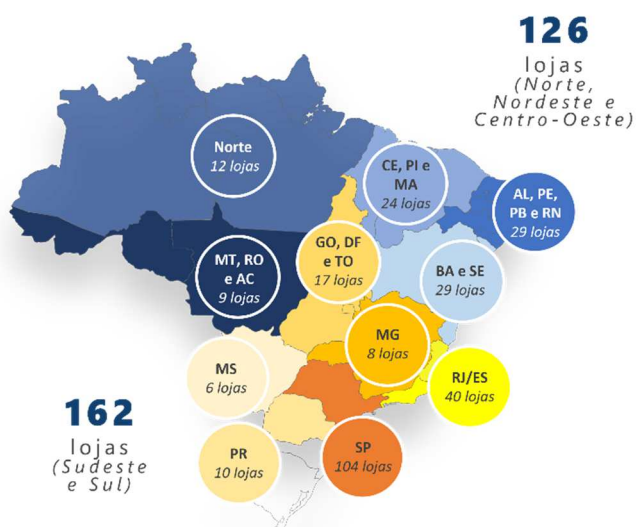 126
lojas
(Norte,
Nordeste e
Centro-Oeste)
Norte
12 lojas
CE, PI e
MA
24 lojas
AL, PE,
PB e RN
29 lojas
MT, RO
e AC
9 lojas
GO, DF
e TO
17 lojas
BA e SE
29 lojas
MG
8 lojas
MS
6 lojas
RJ/ES
40 lojas
162
lojas
(Sudeste
e Sul)
PR
10 lojas
SP
104 lojas